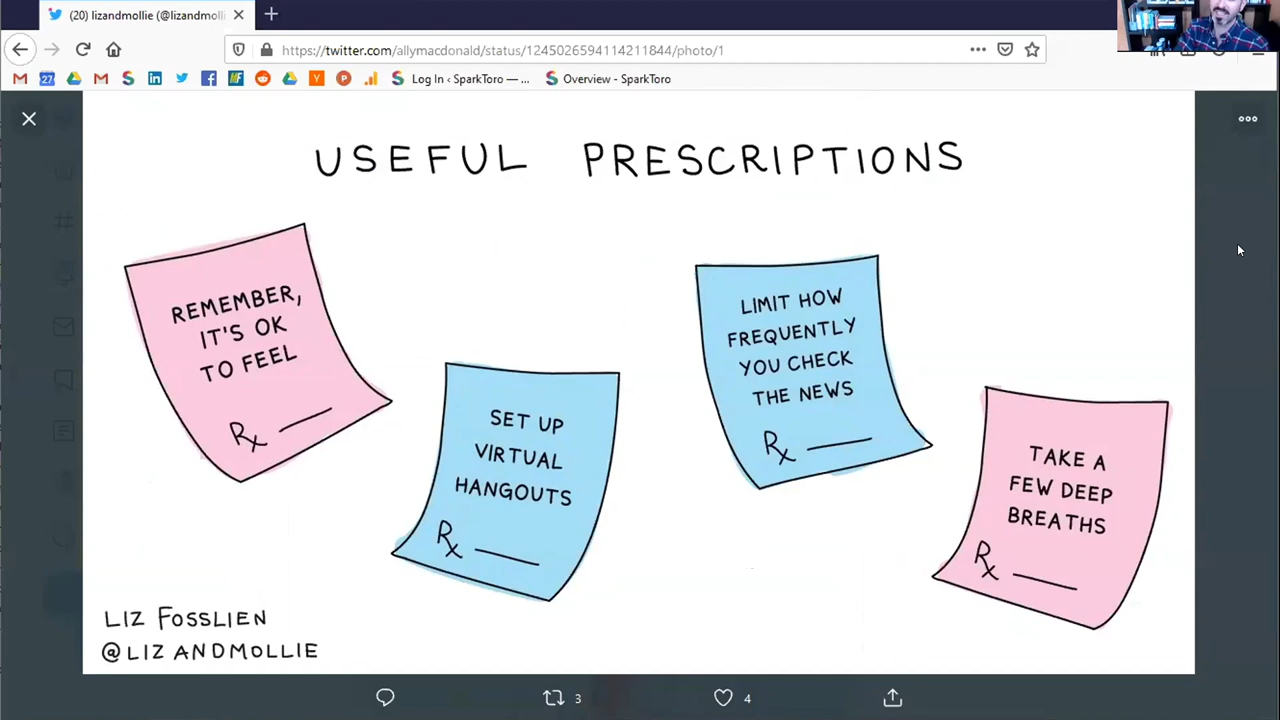 (20) lizandmollie (@lizandmolli
https://twitter.com/allymacdonald/status/1245026594114211844/photo/1
27
Log In ‹ SparkToro — ...
Overview - SparkToro
USEFUL PRESCRIPTIONS
REMEMBER,
IT'S OK
TO FEEL
Rx
SET UP
VIRTUAL
HANGOUTS
Rx
LIMIT HOW
FREQUENTLY
YOU CHECK
THE NEWS
Rx
TAKE A
FEW DEEP
BREATHS
Rx
LIZ FOSSLIEN
@LIZANDMOLLIE
3
4